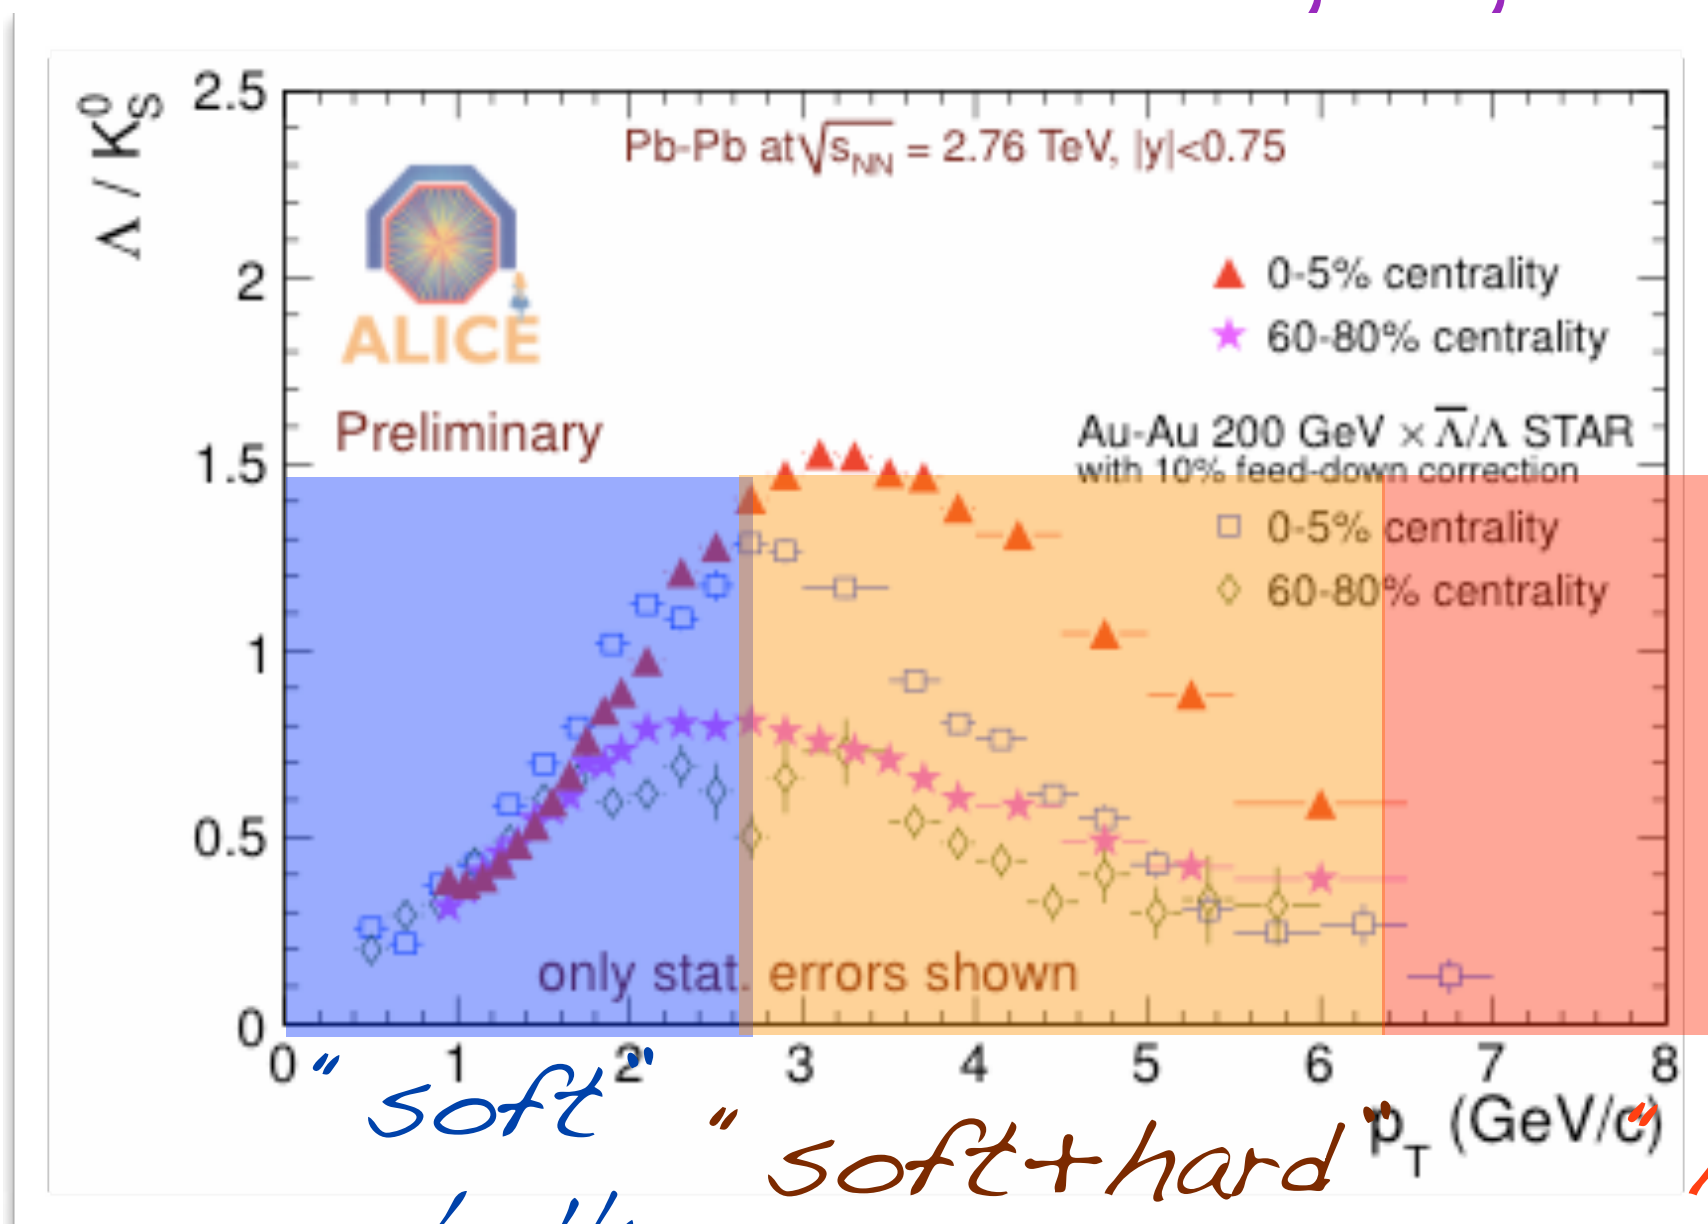 2.5
Λ / K⁰_S
Pb-Pb at √s_NN = 2.76 TeV, |y|<0.75
2
0-5% centrality
60-80% centrality
ALICE
Preliminary
Au-Au 200 GeV × Λ̅/Λ STAR
with 10% feed-down correction
1.5
0-5% centrality
60-80% centrality
1
0.5
only stat. errors shown
0
0 1 2 3 4 5 6 7 8
"soft"
p_T (GeV/c)
"soft+hard"